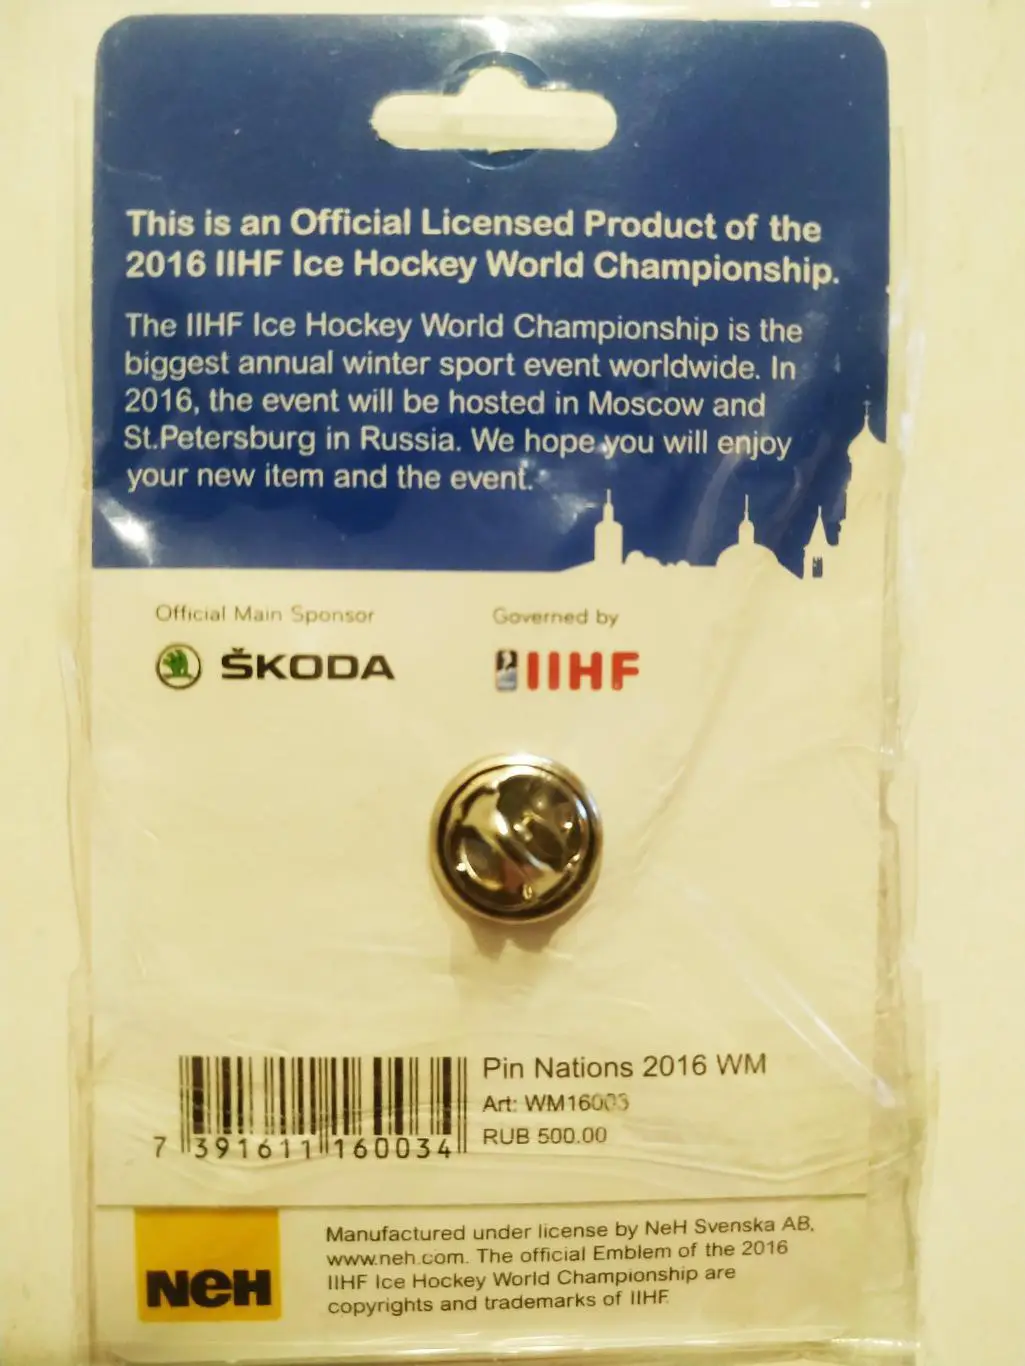 This is an Official Licensed Product of the
2016 IIHF Ice Hockey World Championship.
The IIHF Ice Hockey World Championship is the
biggest annual winter sport event worldwide. In
2016, the event will be hosted in Moscow and
St.Petersburg in Russia. We hope you will enjoy
your new item and the event.
Official Main Sponsor
Governed by
ŠKODA
IIHF
Pin Nations 2016 WM
Art: WM16003
RUB 500.00
7 391611 160034
NeH
Manufactured under license by NeH Svenska AB,
www.neh.com. The official Emblem of the 2016
IIHF Ice Hockey World Championship are
copyrights and trademarks of IIHF.